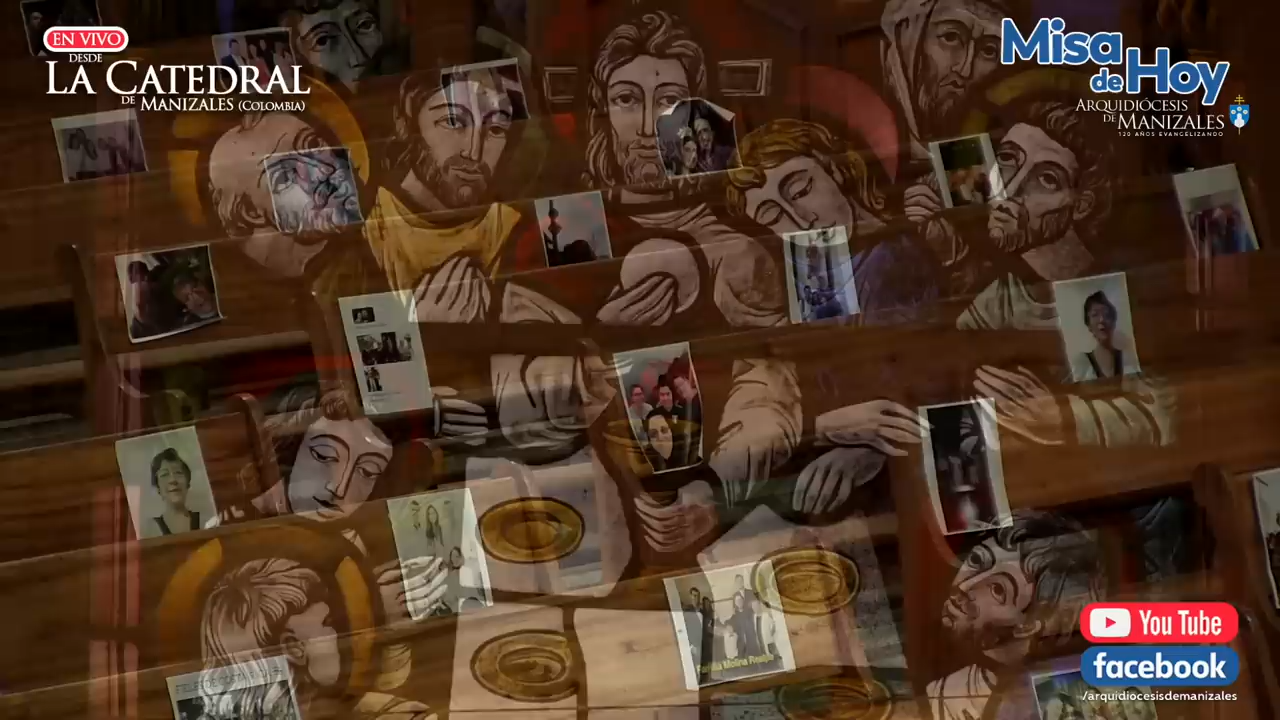 EN VIVO
DESDE
LA CATEDRAL
DE MANIZALES (COLOMBIA)
Misa
de Hoy
ARQUIDIÓCESIS
DE MANIZALES
120 AÑOS EVANGELIZANDO
Familia Molina
You Tube
facebook
/arquidiocesisdemanizales